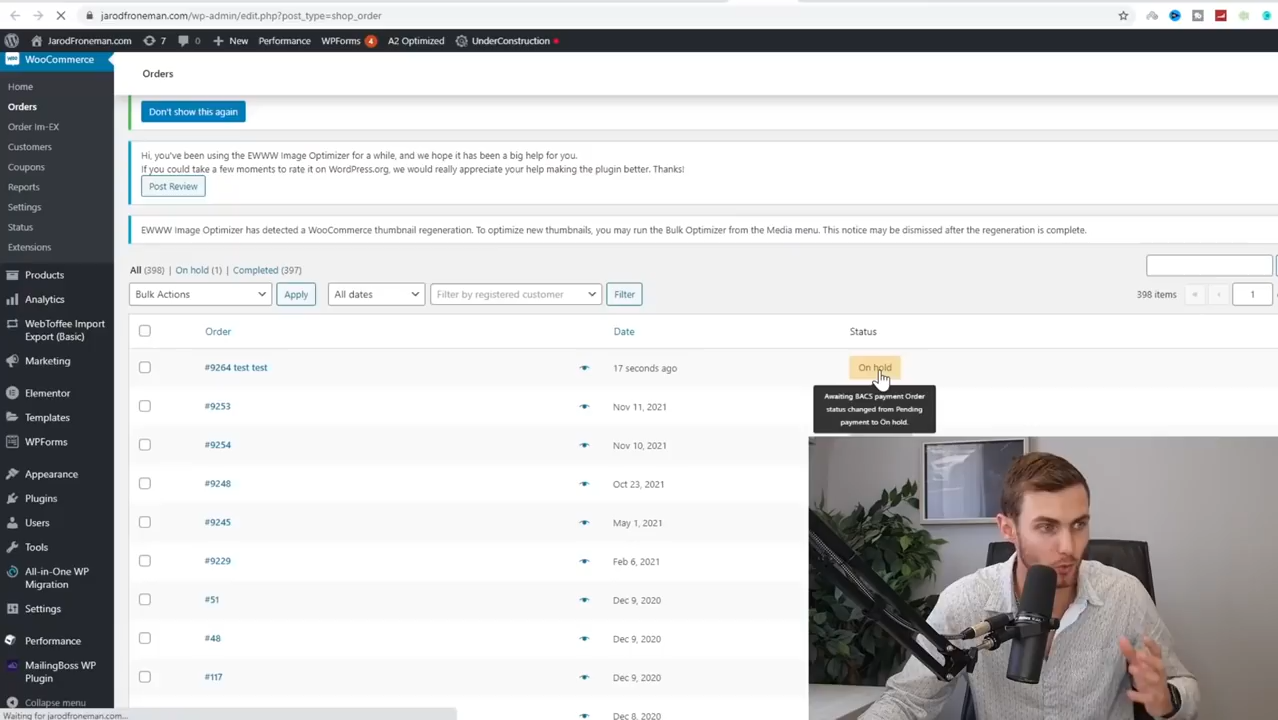 jarodfroneman.com/wp-admin/edit.php?post_type=shop_order
JarodFroneman.com 7 0 + New Performance WPForms 4 A2 Optimized UnderConstruction
WooCommerce
Home
Orders
Order Im-EX
Customers
Coupons
Reports
Settings
Status
Extensions
Products
Analytics
WebToffee Import
Export (Basic)
Marketing
Elementor
Templates
WPForms
Appearance
Plugins
Users
Tools
All-in-One WP
Migration
Settings
Performance
MailingBoss WP
Plugin
Collapse menu
Waiting for jarodfroneman.com...
Orders
Don't show this again
Hi, you've been using the EWWW Image Optimizer for a while, and we hope it has been a big help for you.
If you could take a few moments to rate it on WordPress.org, we would really appreciate your help making the plugin better. Thanks!
Post Review
EWWW Image Optimizer has detected a WooCommerce thumbnail regeneration. To optimize new thumbnails, you may run the Bulk Optimizer from the Media menu. This notice may be dismissed after the regeneration is complete.
All (398) | On hold (1) | Completed (397)
Bulk Actions Apply All dates Filter by registered customer Filter 398 items « ‹ 1
Order Date Status
#9264 test test 17 seconds ago On hold
Awaiting BACS payment Order
status changed from Pending
payment to On hold.
#9253 Nov 11, 2021
#9254 Nov 10, 2021
#9248 Oct 23, 2021
#9245 May 1, 2021
#9229 Feb 6, 2021
#51 Dec 9, 2020
#48 Dec 9, 2020
#117 Dec 9, 2020
Dec 8, 2020